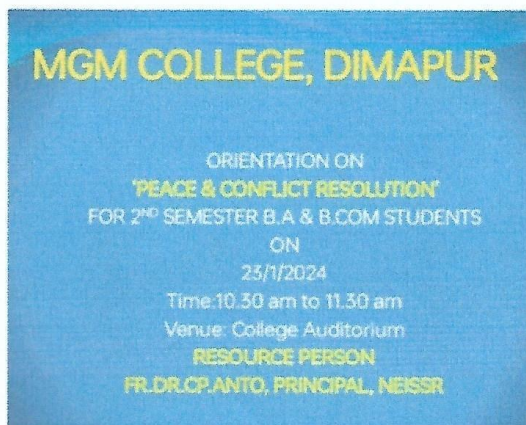 MGM COLLEGE, DIMAPUR
ORIENTATION ON
'PEACE & CONFLICT RESOLUTION'
FOR 2ND SEMESTER B.A & B.COM STUDENTS
ON
23/1/2024
Time:10.30 am to 11.30 am
Venue: College Auditorium
RESOURCE PERSON
FR.DR.CP.ANTO, PRINCIPAL, NEISSR